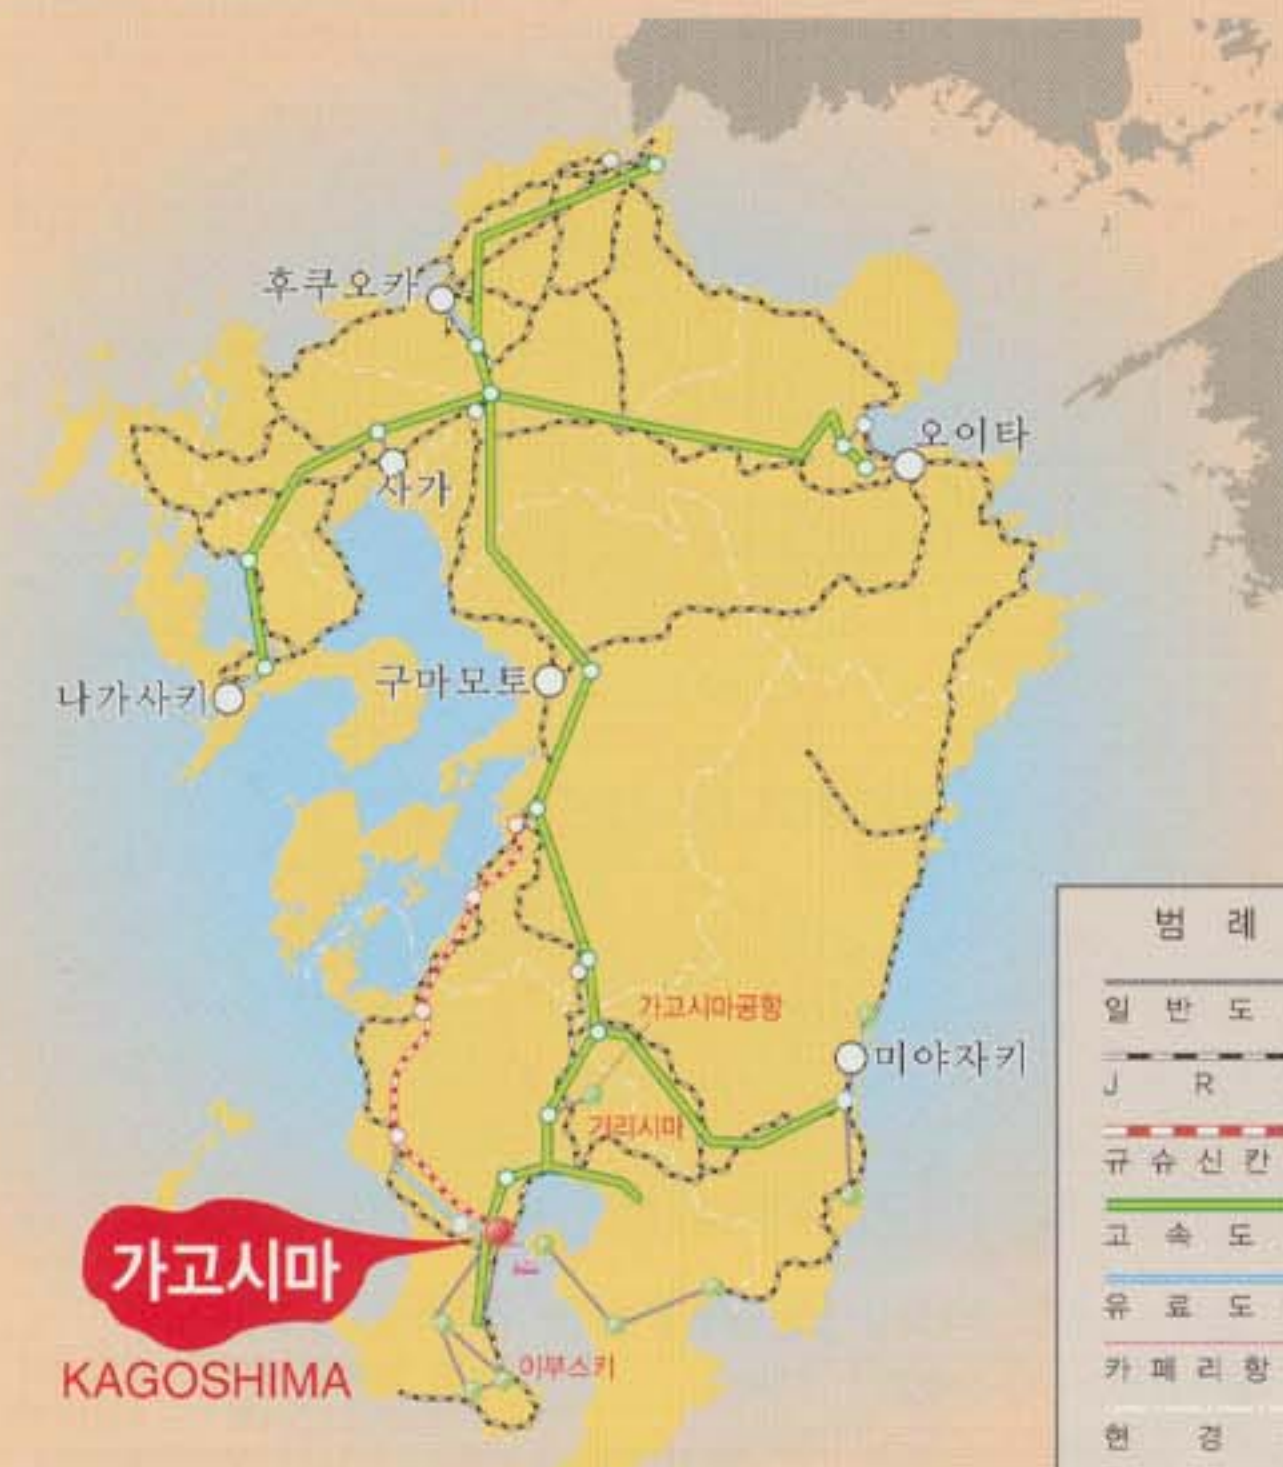 후쿠오카
오이타
사가
나가사키
구마모토
가고시마공항
미야자키
기리시마
가고시마
KAGOSHIMA
이부스키
범 례
일 반 도
J R
규 슈 신 칸
고 속 도
유 료 도
카 페 리 항
현 경